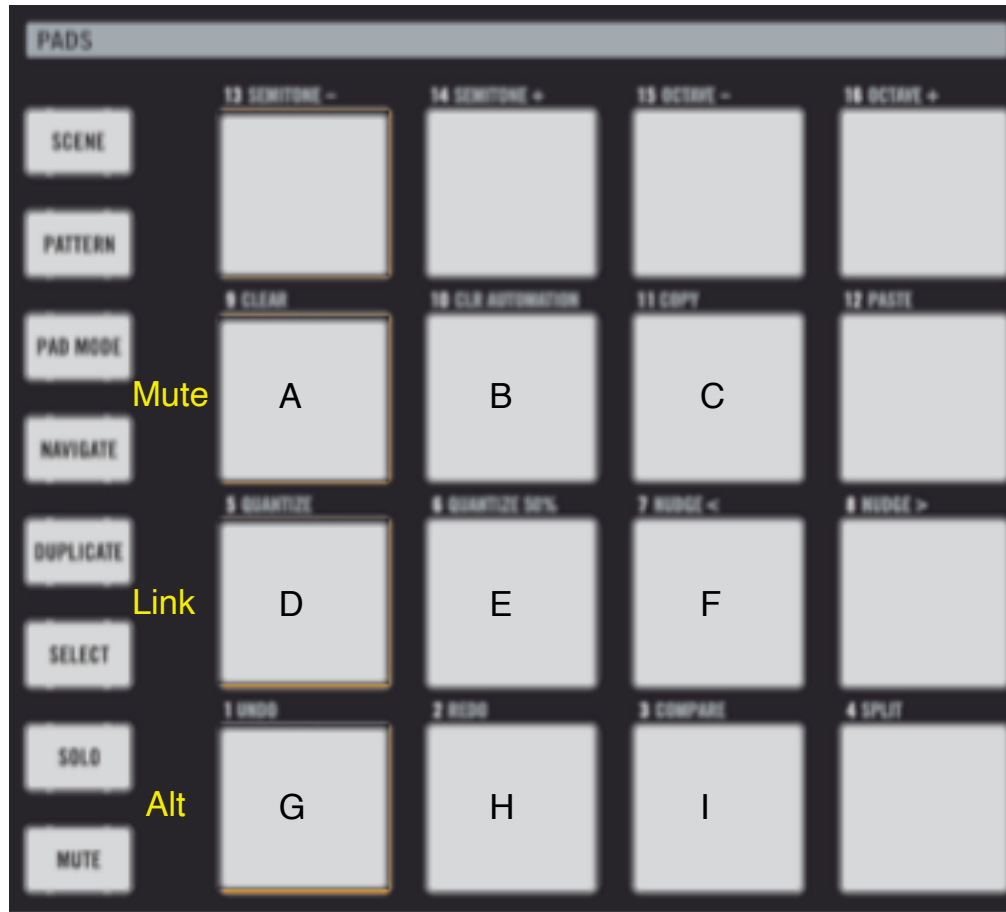 PADS
13 SEMITONE − 14 SEMITONE + 15 OCTAVE − 16 OCTAVE +
SCENE
PATTERN
9 CLEAR 10 CLR AUTOMATION 11 COPY 12 PASTE
PAD MODE
Mute A B C
NAVIGATE
5 QUANTIZE 6 QUANTIZE 50% 7 NUDGE < 8 NUDGE >
DUPLICATE
Link D E F
SELECT
1 UNDO 2 REDO 3 COMPARE 4 SPLIT
SOLO
Alt G H I
MUTE